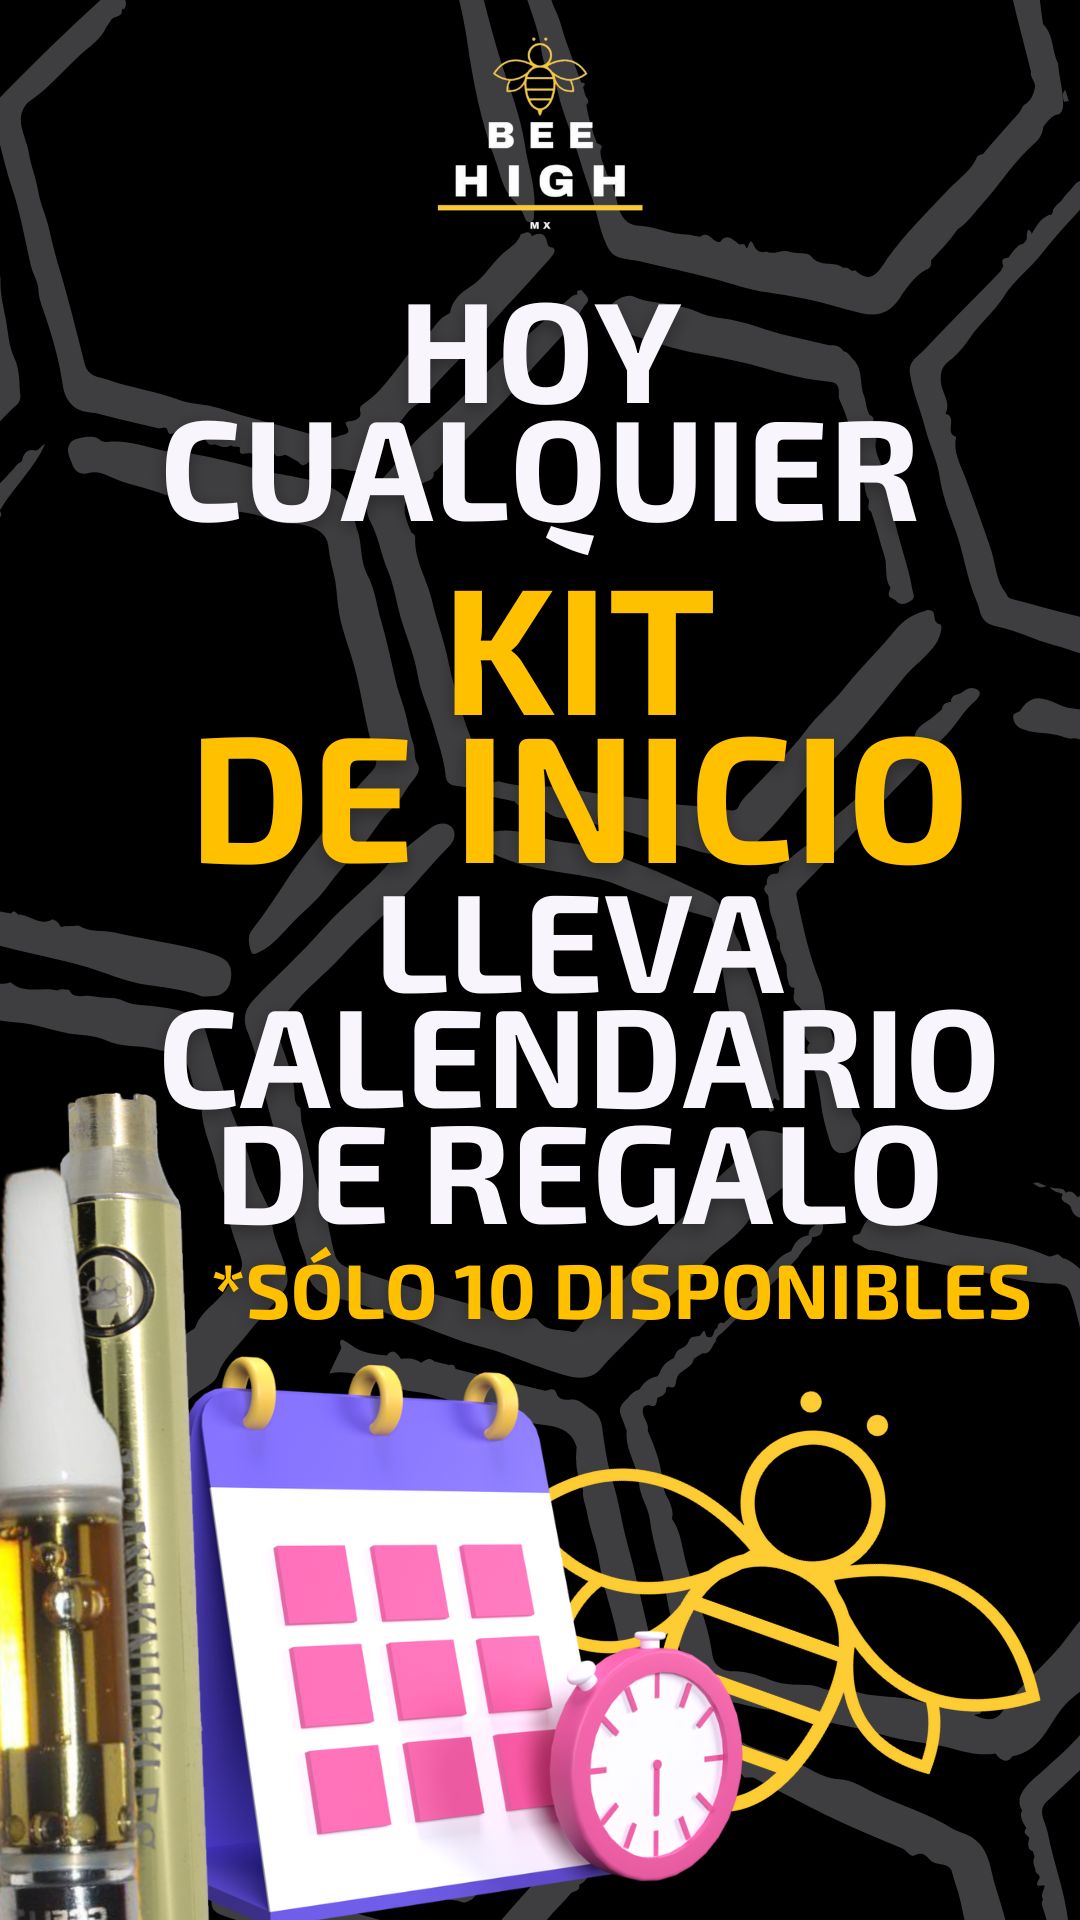 BEE
HIGH
MX
HOY
CUALQUIER
KIT
DE INICIO
LLEVA
CALENDARIO
DE REGALO
*SÓLO 10 DISPONIBLES